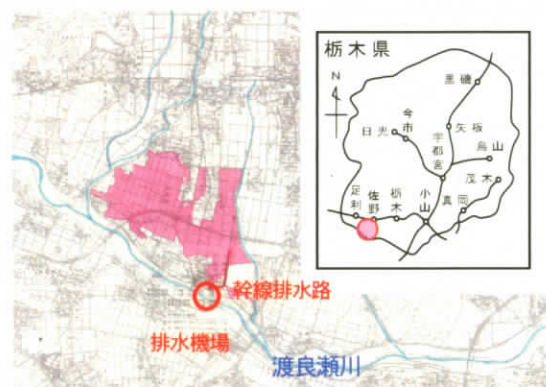 栃木県
N
黒磯
今市
日光
矢板
宇都宮
烏山
茂木
足利
佐野
栃木
小山
真岡
幹線排水路
排水機場
渡良瀬川